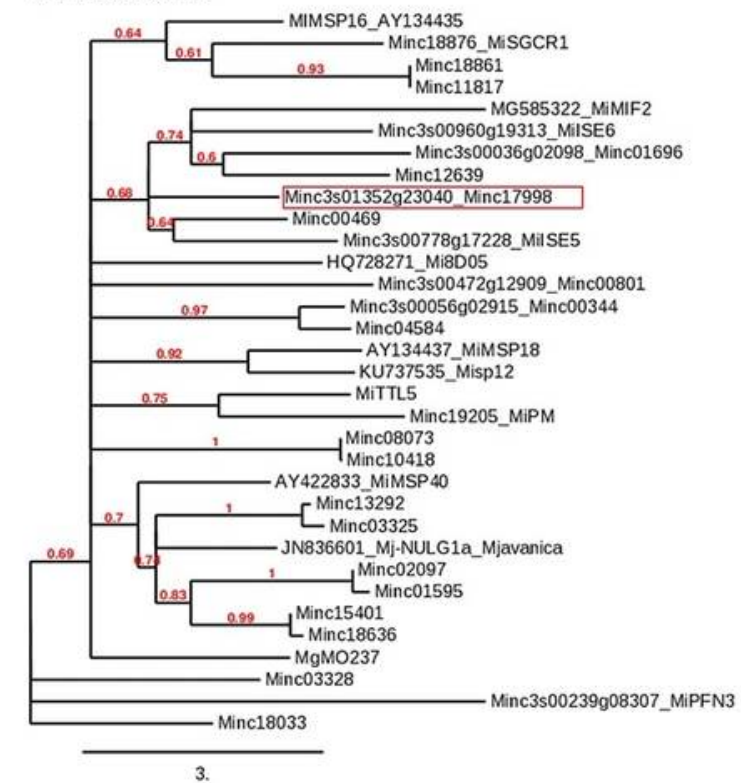 MIMSP16_AY134435
0.64
Minc18876_MiSGCR1
0.61
Minc18861
0.93
Minc11817
MG585322_MiMIF2
Minc3s00960g19313_MilSE6
0.74
Minc3s00036g02098_Minc01696
0.6
Minc12639
0.68
Minc3s01352g23040_Minc17998
Minc00469
0.64
Minc3s00778g17228_MilSE5
HQ728271_Mi8D05
Minc3s00472g12909_Minc00801
Minc3s00056g02915_Minc00344
0.97
Minc04584
AY134437_MiMSP18
0.92
KU737535_Misp12
MiTTL5
0.75
Minc19205_MiPM
Minc08073
1
Minc10418
AY422833_MiMSP40
Minc13292
1
0.7
Minc03325
JN836601_Mj-NULG1a_Mjavanica
0.69
Minc02097
1
Minc01595
0.83
Minc15401
0.99
Minc18636
MgMO237
Minc03328
Minc3s00239g08307_MiPFN3
Minc18033
3.